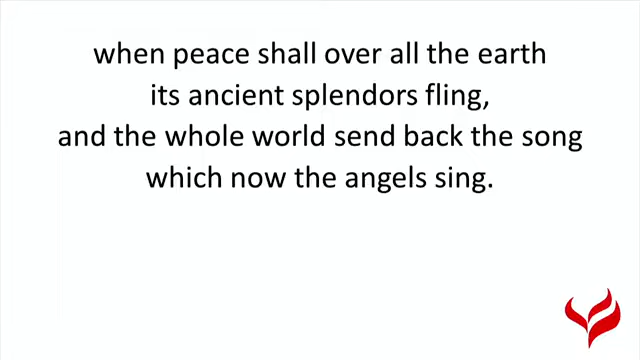 when peace shall over all the earth
its ancient splendors fling,
and the whole world send back the song
which now the angels sing.